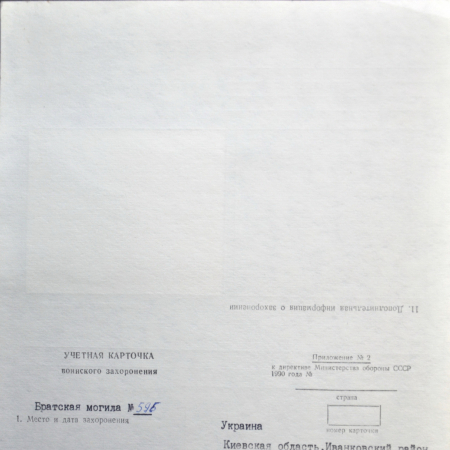 11. Дополнительная информация о захоронении
УЧЕТНАЯ КАРТОЧКА
воинского захоронения
Приложение № 2
к директиве Министерства обороны СССР
1990 года №
страна
Братская могила № 596
1. Место и дата захоронения
номер карточки
Украина
Киевская область, Иванковский район